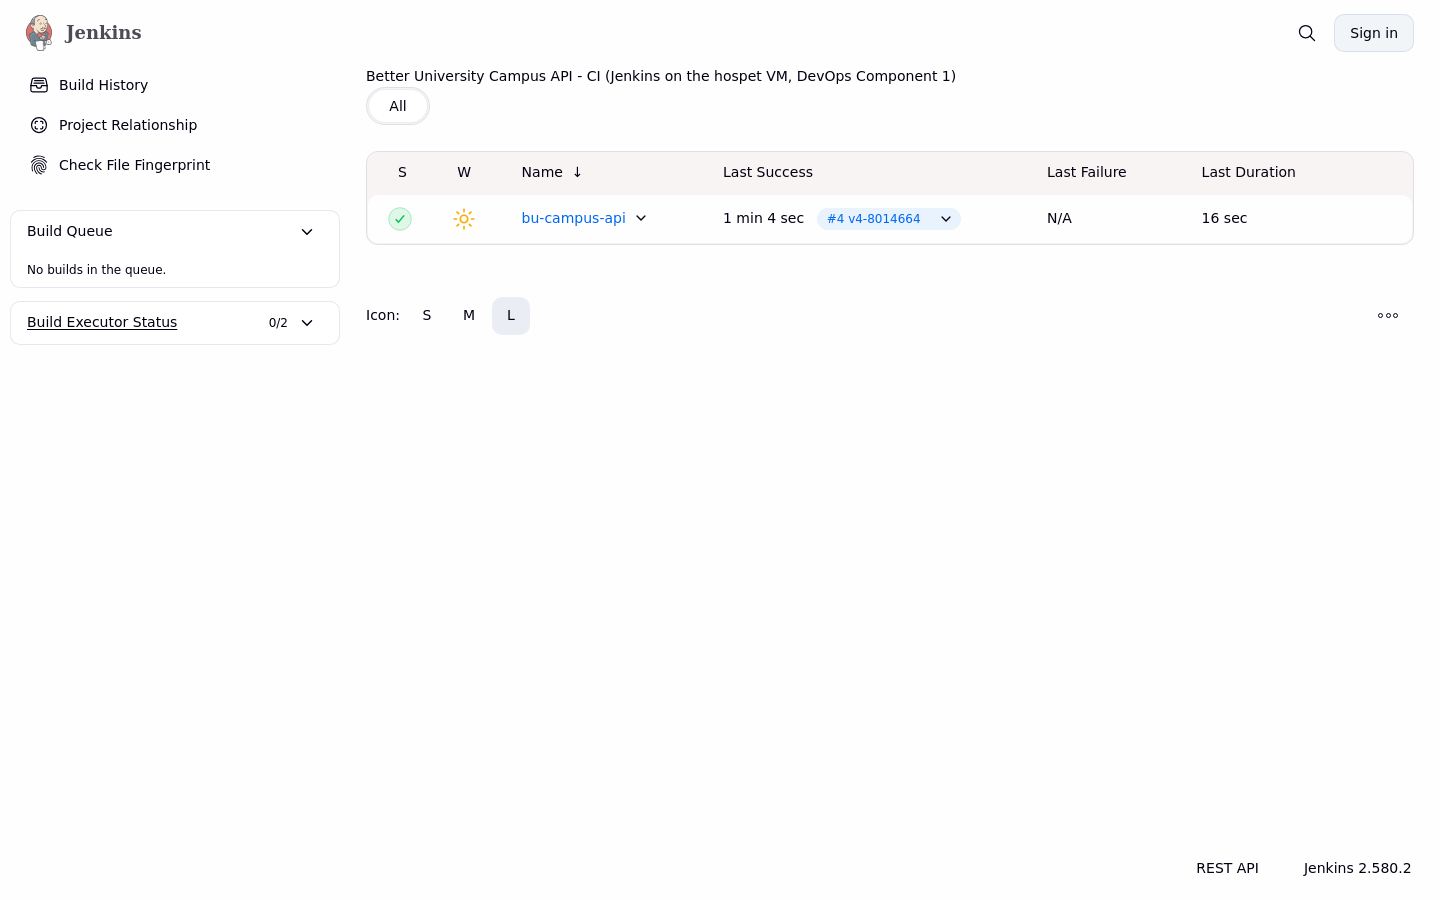 Jenkins
Sign in
Build History
Project Relationship
Check File Fingerprint
Build Queue
No builds in the queue.
Build Executor Status 0/2
Better University Campus API - CI (Jenkins on the hospet VM, DevOps Component 1)
All
S W Name ↓ Last Success Last Failure Last Duration
bu-campus-api 1 min 4 sec #4 v4-8014664 N/A 16 sec
Icon: S M L
REST API Jenkins 2.580.2